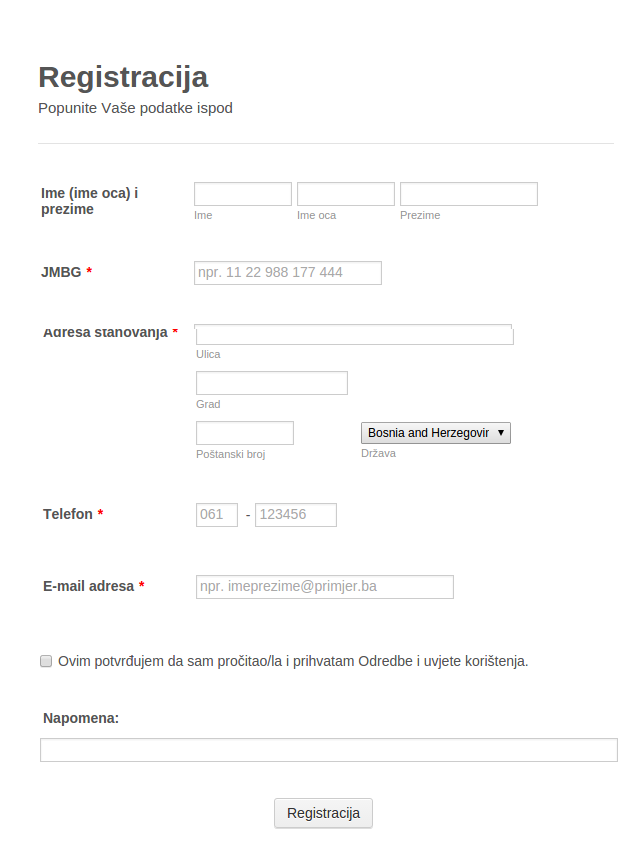 Registracija
Popunite Vaše podatke ispod
Ime (ime oca) i
prezime
Ime
Ime oca
Prezime
JMBG *
npr. 11 22 988 177 444
Adresa stanovanja *
Ulica
Grad
Poštanski broj
Bosnia and Herzegovir
Država
Telefon *
061 - 123456
E-mail adresa *
npr. imeprezime@primjer.ba
Ovim potvrđujem da sam pročitao/la i prihvatam Odredbe i uvjete korištenja.
Napomena:
Registracija